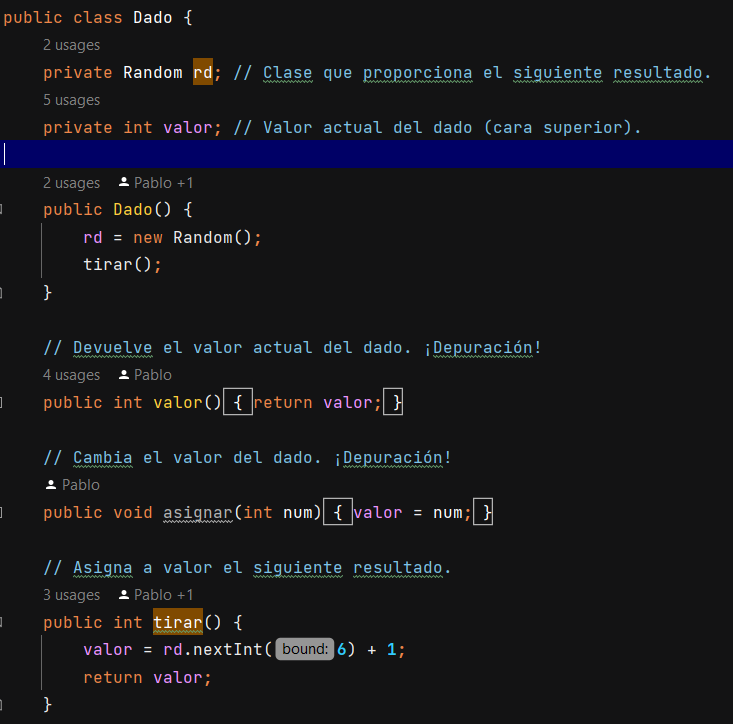 public class Dado {
2 usages
private Random rd; // Clase que proporciona el siguiente resultado.
5 usages
private int valor; // Valor actual del dado (cara superior).
2 usages Pablo +1
public Dado() {
rd = new Random();
tirar();
}
// Devuelve el valor actual del dado. ¡Depuración!
4 usages Pablo
public int valor() { return valor; }
// Cambia el valor del dado. ¡Depuración!
Pablo
public void asignar(int num) { valor = num; }
// Asigna a valor el siguiente resultado.
3 usages Pablo +1
public int tirar() {
valor = rd.nextInt( bound: 6) + 1;
return valor;
}